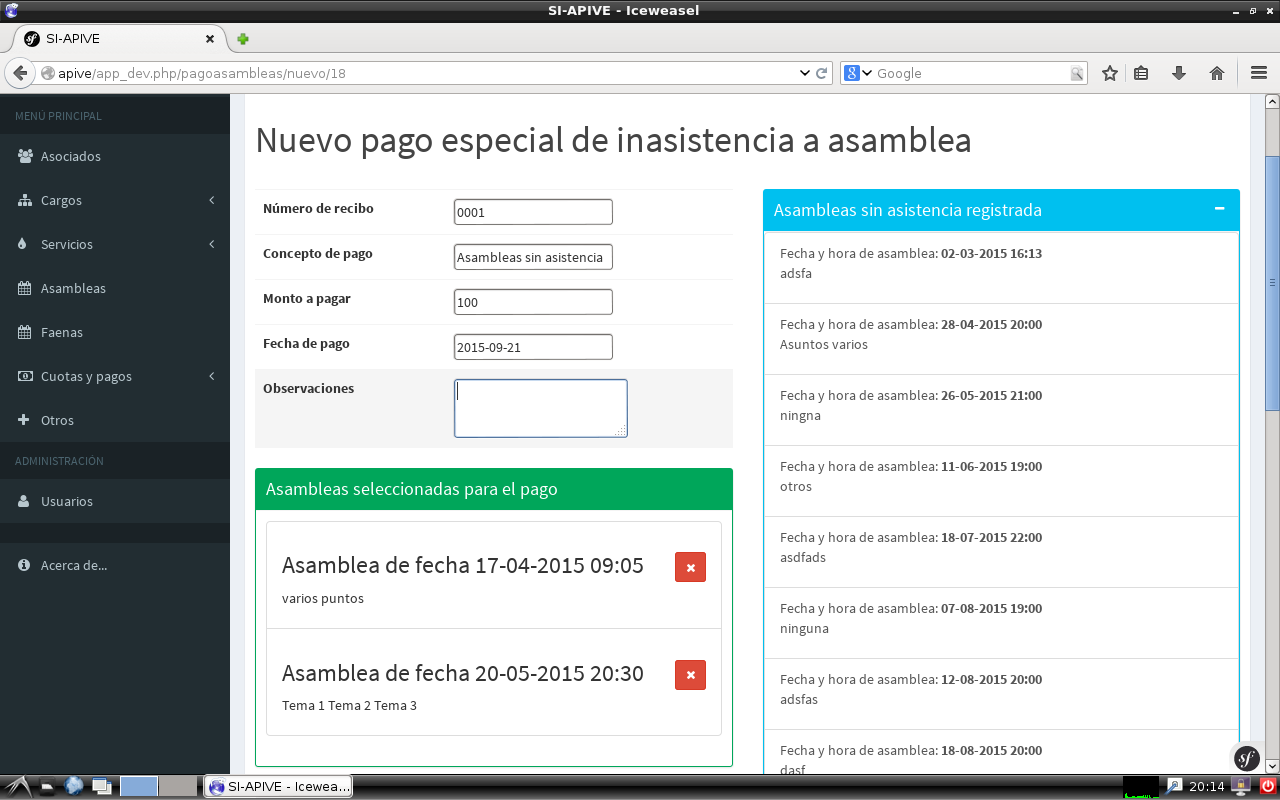 SI-APIVE - Iceweasel
SI-APIVE
apive/app_dev.php/pagoasambleas/nuevo/18
Google
MENÚ PRINCIPAL
Asociados
Cargos
Servicios
Asambleas
Faenas
Cuotas y pagos
Otros
ADMINISTRACIÓN
Usuarios
Acerca de...
Nuevo pago especial de inasistencia a asamblea
Número de recibo
0001
Concepto de pago
Asambleas sin asistencia
Monto a pagar
100
Fecha de pago
2015-09-21
Observaciones
Asambleas seleccionadas para el pago
Asamblea de fecha 17-04-2015 09:05
varios puntos
Asamblea de fecha 20-05-2015 20:30
Tema 1 Tema 2 Tema 3
Asambleas sin asistencia registrada
Fecha y hora de asamblea: 02-03-2015 16:13
adsfa
Fecha y hora de asamblea: 28-04-2015 20:00
Asuntos varios
Fecha y hora de asamblea: 26-05-2015 21:00
ningna
Fecha y hora de asamblea: 11-06-2015 19:00
otros
Fecha y hora de asamblea: 18-07-2015 22:00
asdfads
Fecha y hora de asamblea: 07-08-2015 19:00
ninguna
Fecha y hora de asamblea: 12-08-2015 20:00
adsfas
Fecha y hora de asamblea: 18-08-2015 20:00
dasf
SI-APIVE - Icewea...
20:14